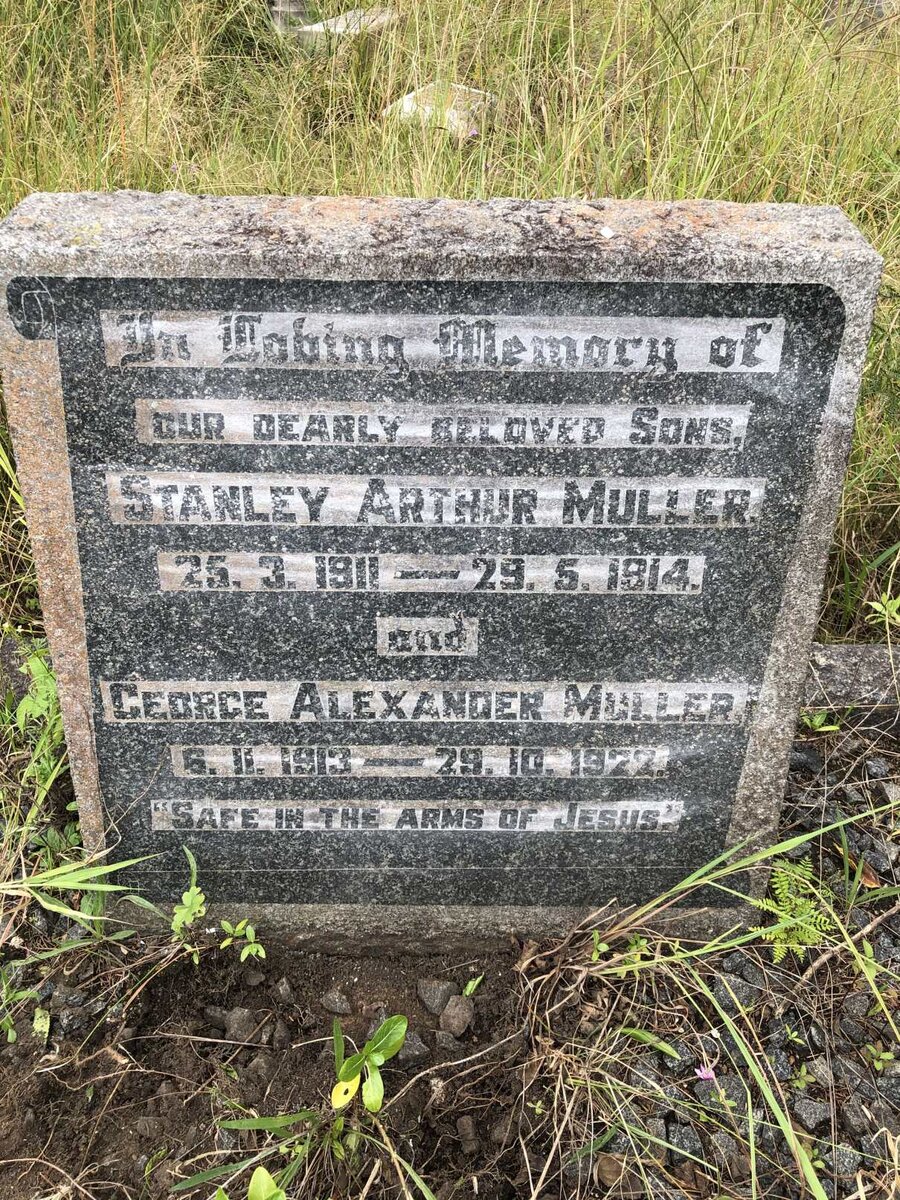 In Loving Memory of
OUR DEARLY BELOVED SONS,
STANLEY ARTHUR MULLER.
25. 3. 1911 — 29. 5. 1914.
and
GEORGE ALEXANDER MULLER
6. 11. 1913 — 29. 10. 1922.
"SAFE IN THE ARMS OF JESUS."